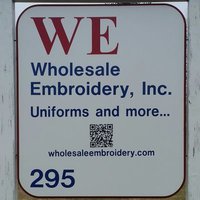 WE
Wholesale
Embroidery, Inc.
Uniforms and more...
wholesaleembroidery.com
295